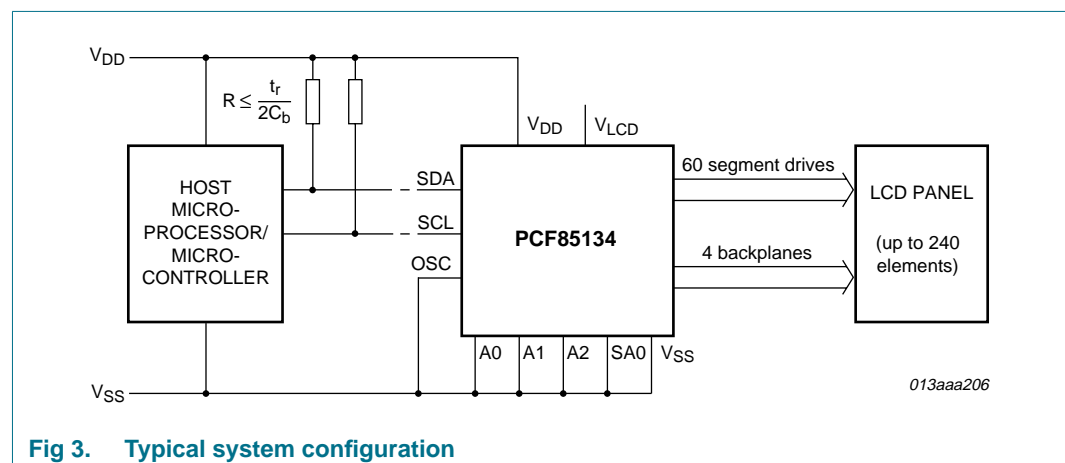 VDD
R ≤ tr
2Cb
VDD
VLCD
HOST
MICRO-
PROCESSOR/
MICRO-
CONTROLLER
SDA
SCL
OSC
PCF85134
60 segment drives
4 backplanes
LCD PANEL
(up to 240
elements)
A0 A1 A2 SA0 VSS
VSS
013aaa206
Fig 3. Typical system configuration